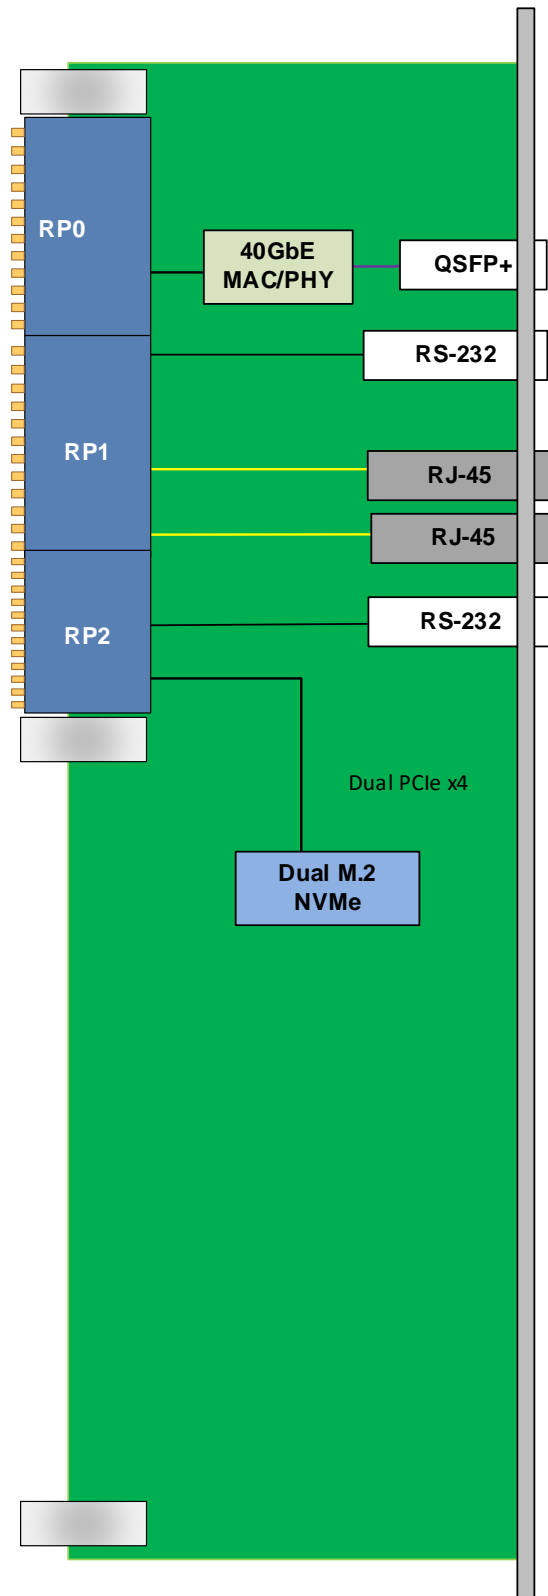 RP0
40GbE
MAC/PHY
QSFP+
RS-232
RP1
RJ-45
RJ-45
RP2
RS-232
Dual PCIe x4
Dual M.2
NVMe